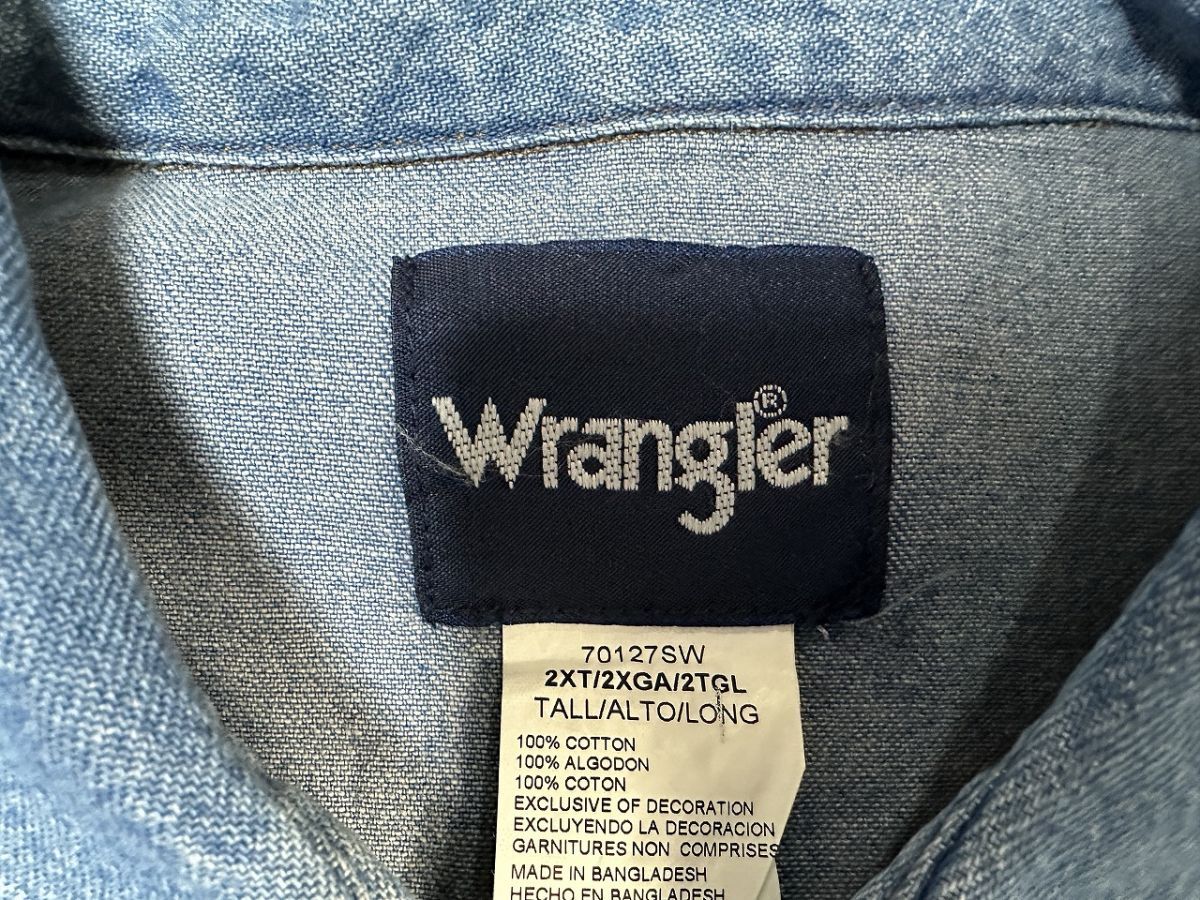 Wrangler®
70127SW
2XT/2XGA/2TGL
TALL/ALTO/LONG
100% COTTON
100% ALGODON
100% COTON
EXCLUSIVE OF DECORATION
EXCLUYENDO LA DECORACION
GARNITURES NON COMPRISES
MADE IN BANGLADESH
HECHO EN BANGLADESH